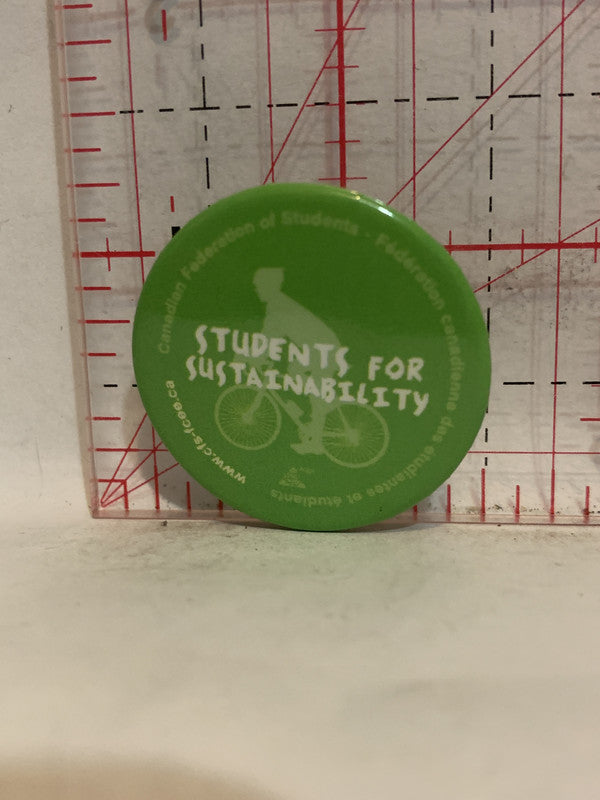 Canadian Federation of Students - Fédération canadienne des étudiantes et étudiants
STUDENTS FOR
SUSTAINABILITY
www.cfs-fcee.ca